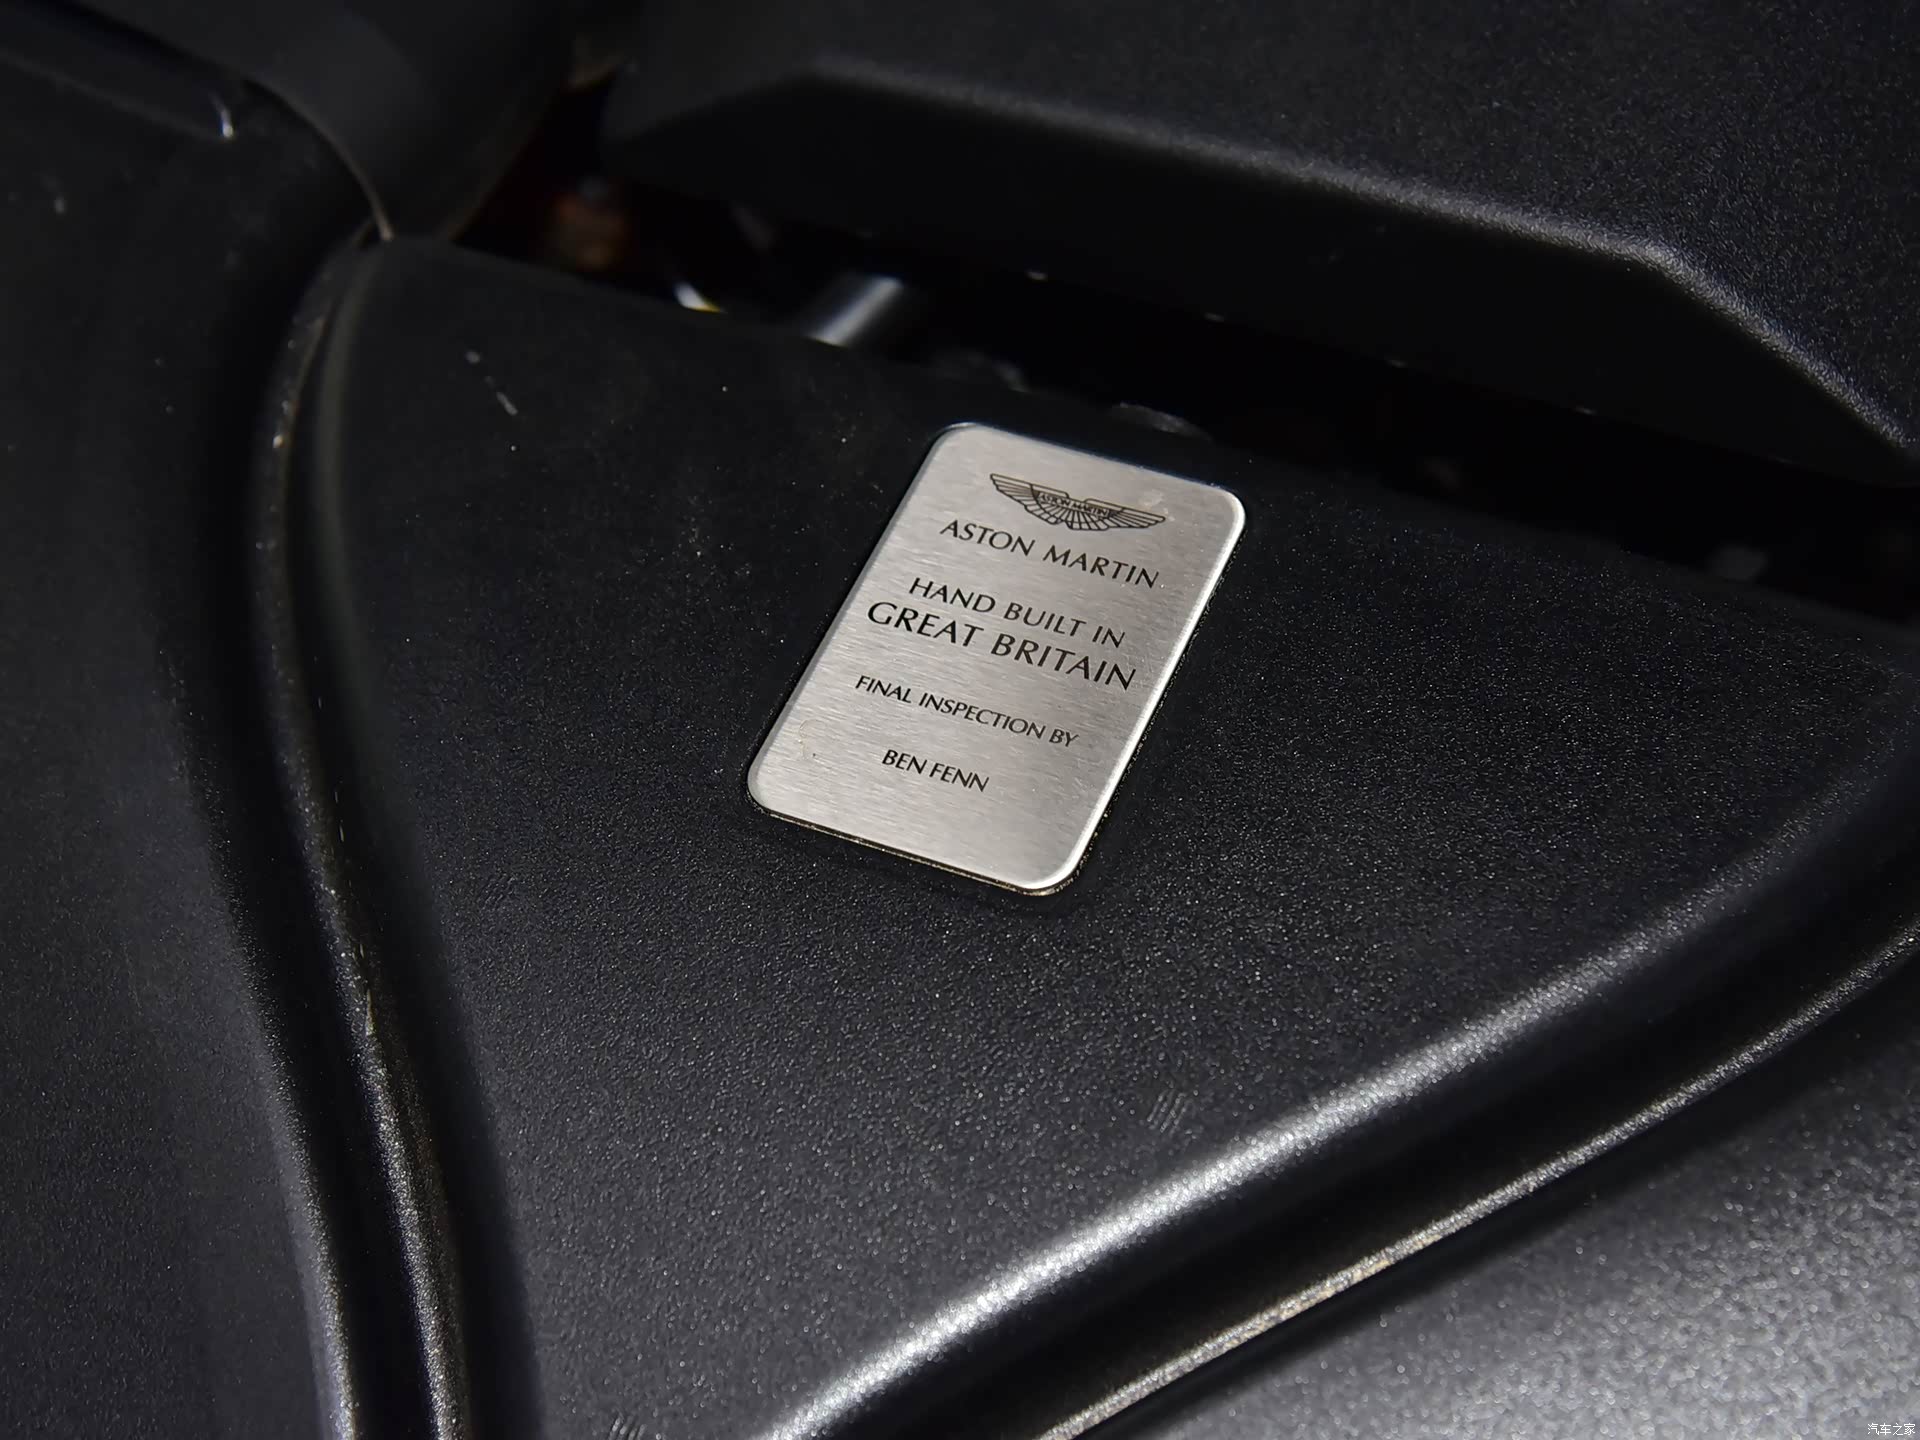 ASTON MARTIN
ASTON MARTIN
HAND BUILT IN
GREAT BRITAIN
FINAL INSPECTION BY
BEN FENN
汽车之家